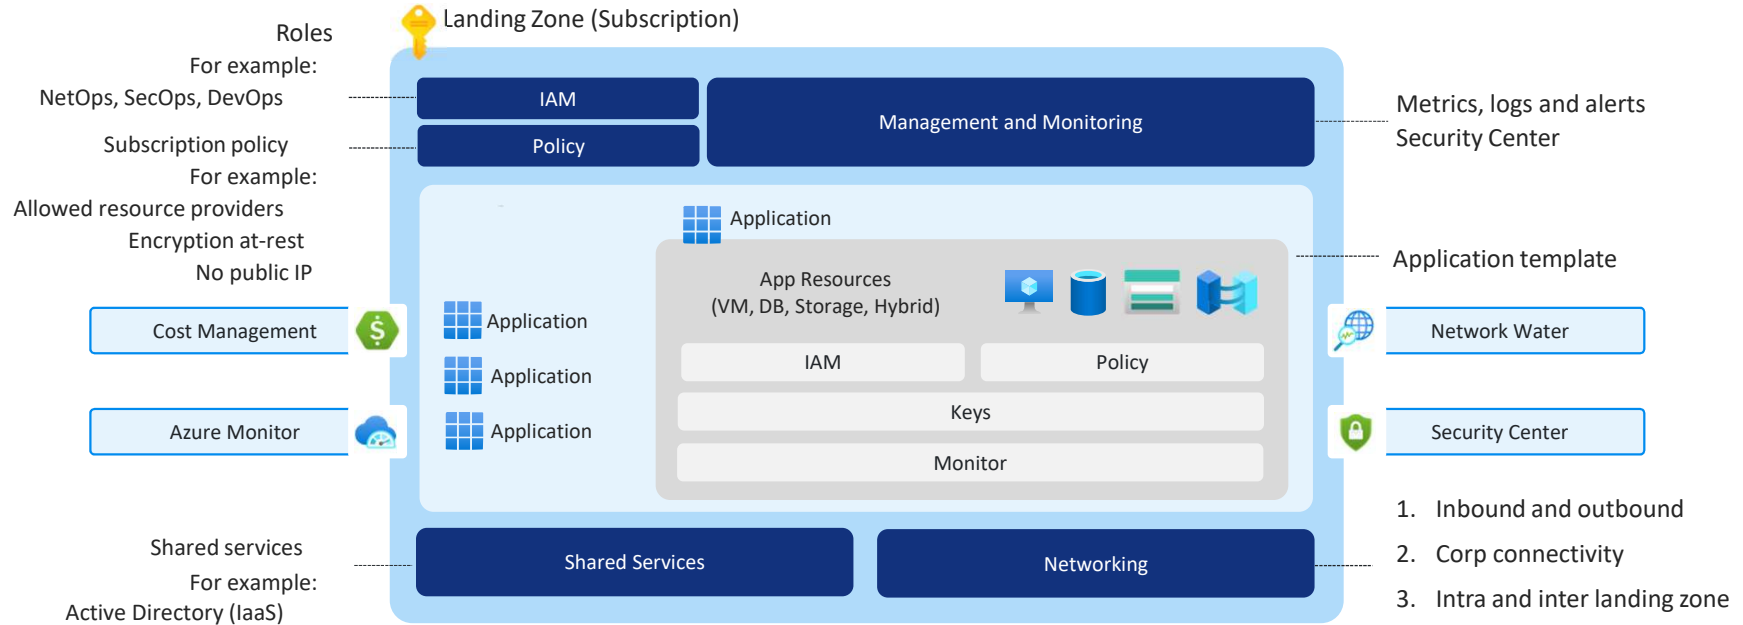 Landing Zone (Subscription)
Roles
For example:
NetOps, SecOps, DevOps
Subscription policy
For example:
Allowed resource providers
Encryption at-rest
No public IP
Cost Management
Azure Monitor
Shared services
For example:
Active Directory (IaaS)
IAM
Policy
Management and Monitoring
Application
Application
Application
Application
App Resources
(VM, DB, Storage, Hybrid)
IAM
Policy
Keys
Monitor
Shared Services
Networking
Metrics, logs and alerts
Security Center
Application template
Network Water
Security Center
1. Inbound and outbound
2. Corp connectivity
3. Intra and inter landing zone